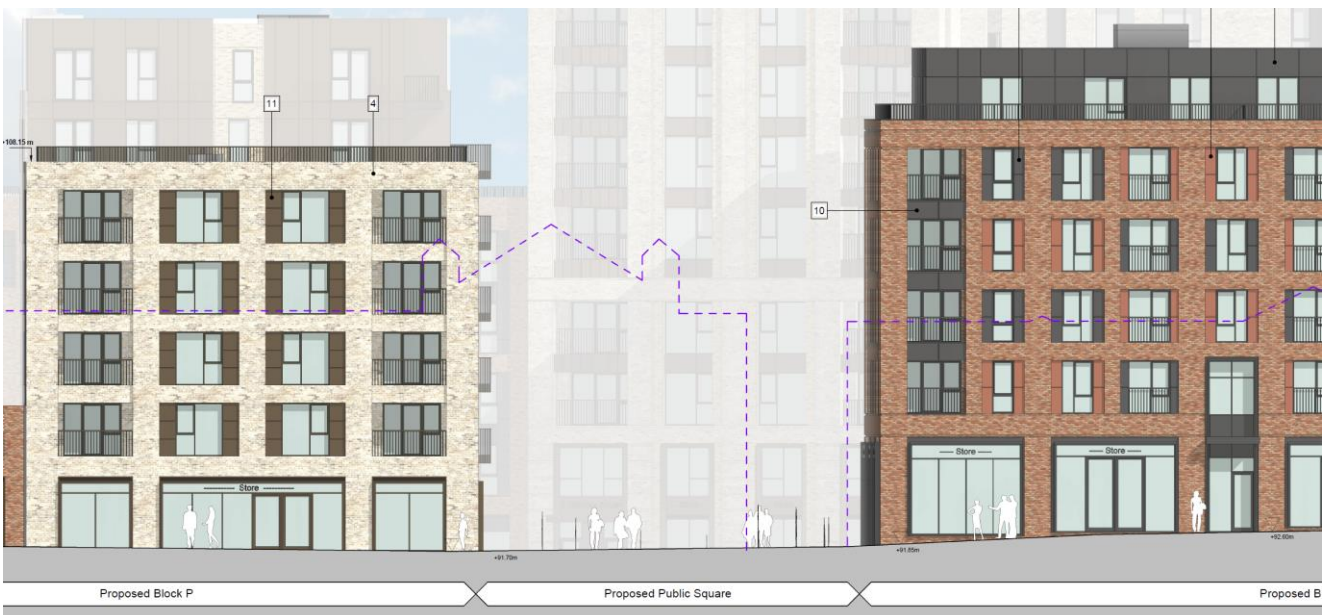 11
4
+108.15 m
10
Store
Store
Store
+91.70m
+91.85m
+92.60m
Proposed Block P
Proposed Public Square
Proposed B